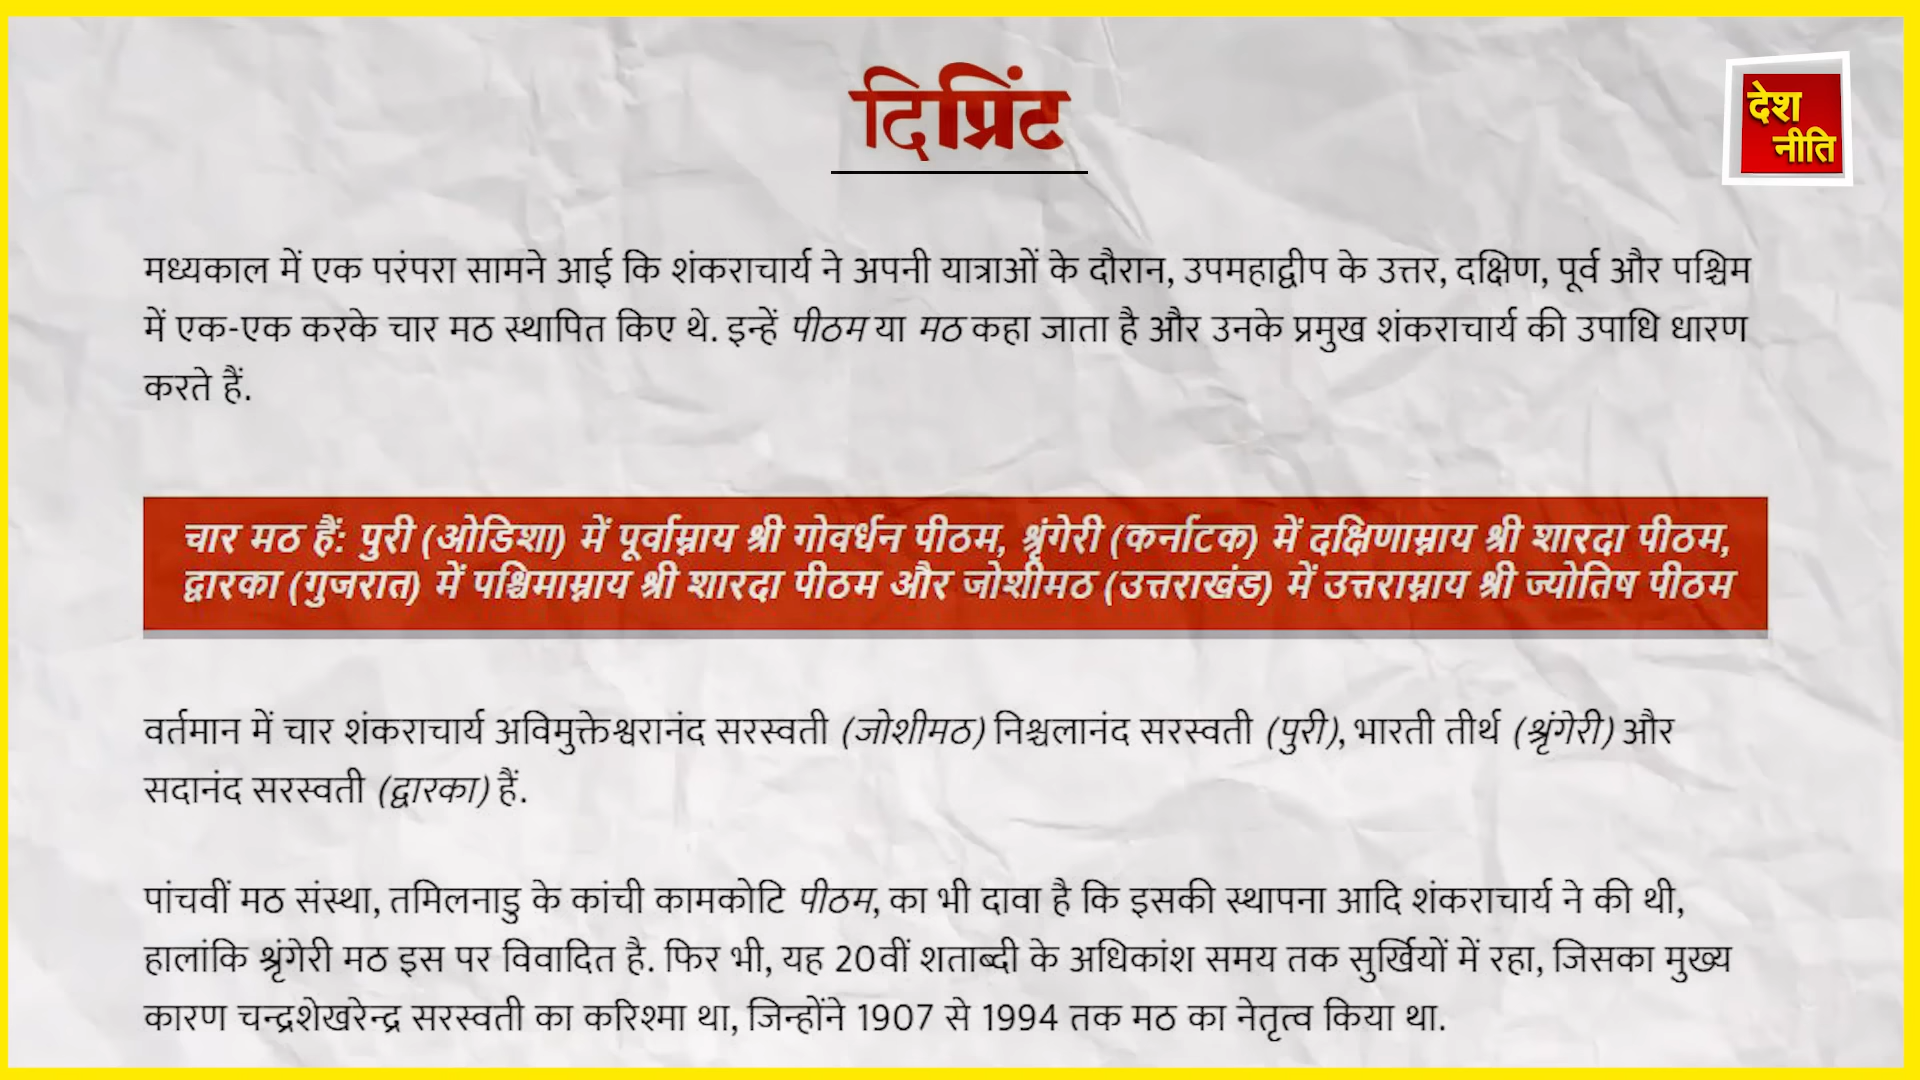 दिप्रिंट
देश
नीति
मध्यकाल में एक परंपरा सामने आई कि शंकराचार्य ने अपनी यात्राओं के दौरान, उपमहाद्वीप के उत्तर, दक्षिण, पूर्व और पश्चिम
में एक-एक करके चार मठ स्थापित किए थे. इन्हें पीठम या मठ कहा जाता है और उनके प्रमुख शंकराचार्य की उपाधि धारण
करते हैं.
चार मठ हैं: पुरी (ओडिशा) में पूर्वाम्नाय श्री गोवर्धन पीठम, श्रृंगेरी (कर्नाटक) में दक्षिणाम्नाय श्री शारदा पीठम,
द्वारका (गुजरात) में पश्चिमाम्नाय श्री शारदा पीठम और जोशीमठ (उत्तराखंड) में उत्तराम्नाय श्री ज्योतिष पीठम
वर्तमान में चार शंकराचार्य अविमुक्तेश्वरानंद सरस्वती (जोशीमठ) निश्चलानंद सरस्वती (पुरी), भारती तीर्थ (श्रृंगेरी) और
सदानंद सरस्वती (द्वारका) हैं.
पांचवीं मठ संस्था, तमिलनाडु के कांची कामकोटि पीठम, का भी दावा है कि इसकी स्थापना आदि शंकराचार्य ने की थी,
हालांकि श्रृंगेरी मठ इस पर विवादित है. फिर भी, यह 20वीं शताब्दी के अधिकांश समय तक सुर्खियों में रहा, जिसका मुख्य
कारण चन्द्रशेखरेन्द्र सरस्वती का करिश्मा था, जिन्होंने 1907 से 1994 तक मठ का नेतृत्व किया था.